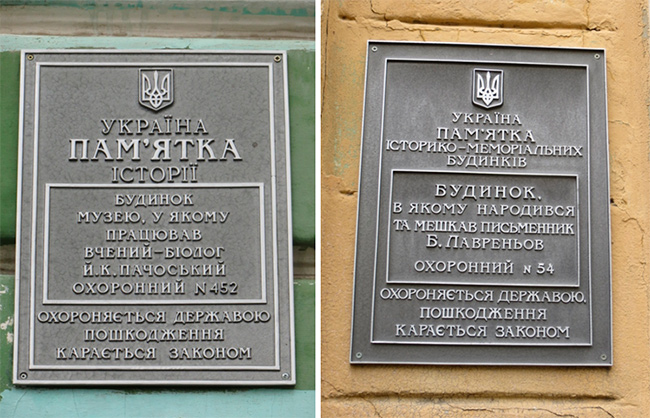 УКРАЇНА
ПАМ'ЯТКА
ІСТОРІЇ
БУДИНОК
МУЗЕЮ, У ЯКОМУ
ПРАЦЮВАВ
ВЧЕНИЙ-БІОЛОГ
Й.К.ПАЧОСЬКИЙ
ОХОРОННИЙ N 452
ОХОРОНЯЄТЬСЯ ДЕРЖАВОЮ
ПОШКОДЖЕННЯ
КАРАЄТЬСЯ ЗАКОНОМ
УКРАЇНА
ПАМ'ЯТКА
ІСТОРИКО-МЕМОРІАЛЬНИХ
БУДИНКІВ
БУДИНОК,
В ЯКОМУ НАРОДИВСЯ
ТА МЕШКАВ ПИСЬМЕННИК
Б. ЛАВРЕНЬОВ
ОХОРОННИЙ N 54
ОХОРОНЯЄТЬСЯ ДЕРЖАВОЮ,
ПОШКОДЖЕННЯ
КАРАЄТЬСЯ ЗАКОНОМ